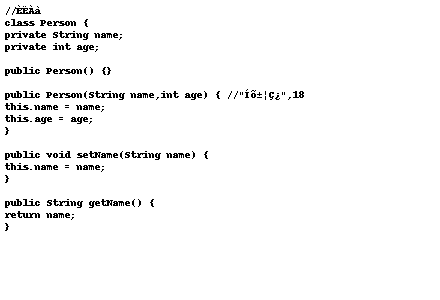 //ÈËÀà
class Person {
private String name;
private int age;
public Person() {}
public Person(String name,int age) { //"Íõ±¦Ç¿",18
this.name = name;
this.age = age;
}
public void setName(String name) {
this.name = name;
}
public String getName() {
return name;
}